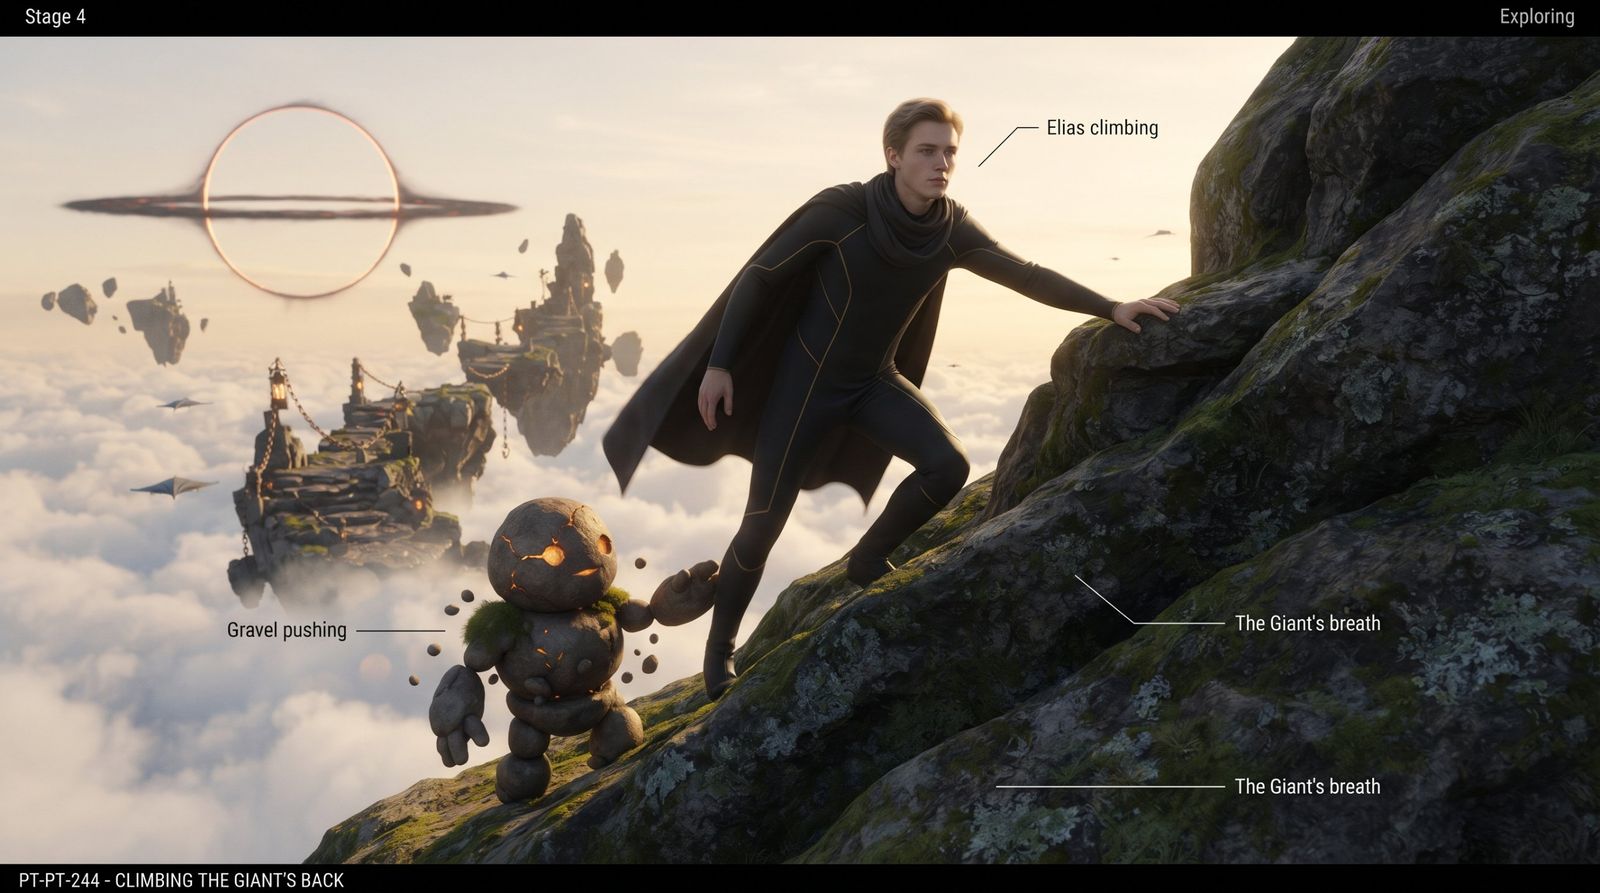 Stage 4
Exploring
Elias climbing
Gravel pushing
The Giant's breath
The Giant's breath
PT-PT-244 - CLIMBING THE GIANT'S BACK